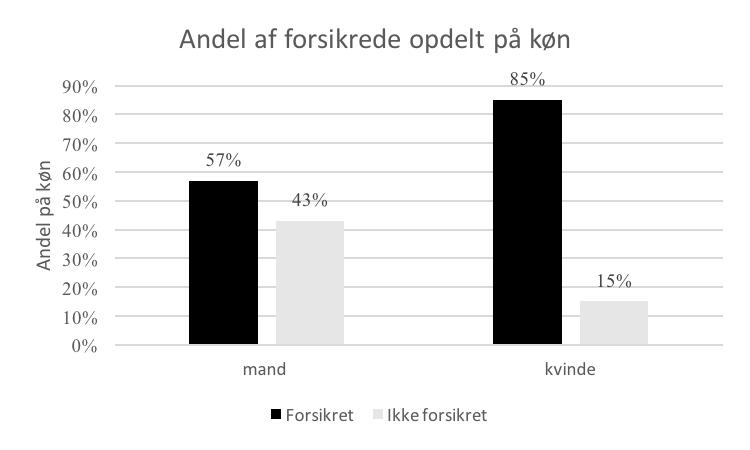 Andel af forsikrede opdelt på køn
Andel på køn
90%
80%
70%
60%
50%
40%
30%
20%
10%
0%
57%
43%
85%
15%
mand
kvinde
Forsikret
Ikke forsikret